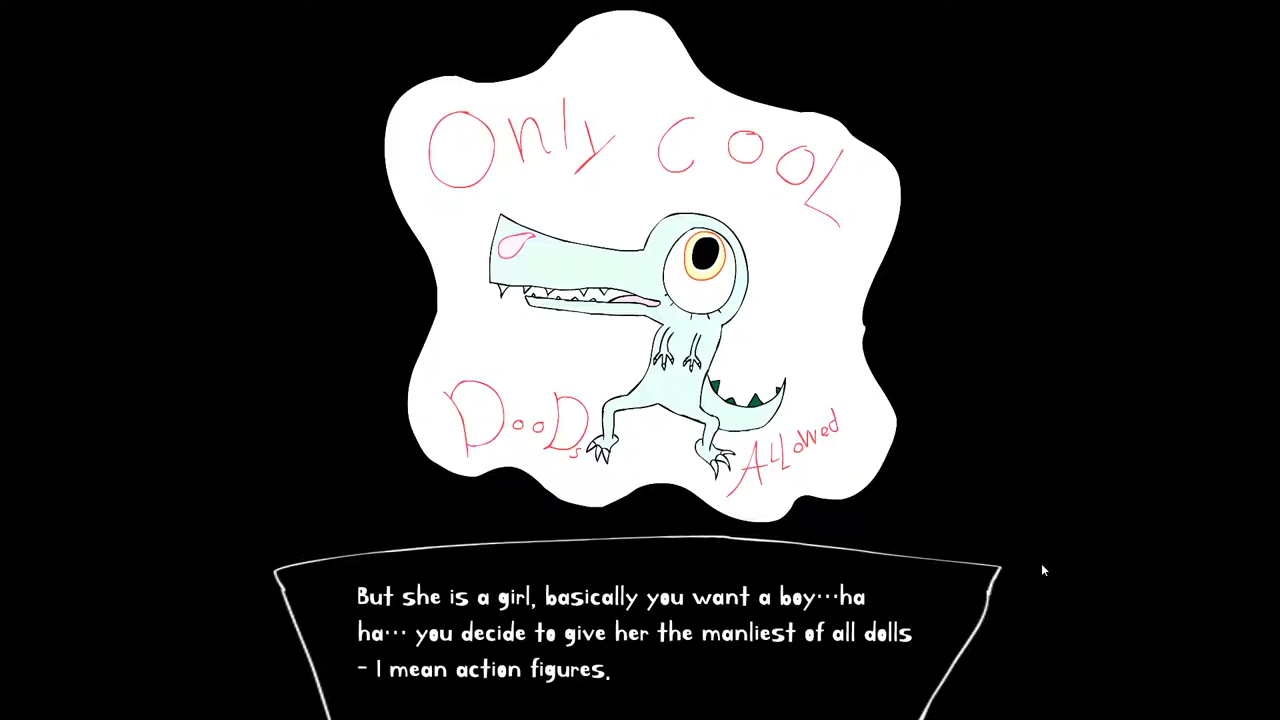 Only COOL
DooDs
ALLowed
But she is a girl, basically you want a boy...ha
ha... you decide to give her the manliest of all dolls
- I mean action figures.